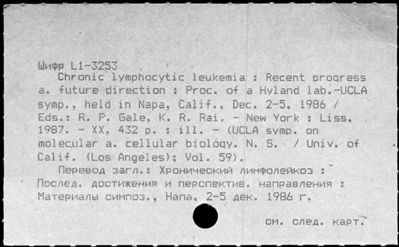 Шифр L1-3253
Chronic lymphocytic leukemia : Recent progress
a. future direction : Proc. of a Hyland lab.-UCLA
symp., held in Napa, Calif., Dec. 2-5, 1986 /
Eds.: R. P. Gale, K. R. Rai. - New York : Liss,
1987. - XX, 432 p. : ill. - (UCLA symp. on
molecular a. cellular biology. N. S. / Univ. of
Calif. (Los Angeles); Vol. 59).
Перевод загл.: Хронический лимфолейкоз :
Послед. достижения и перспектив. направления :
Материалы симпоз., Напа, 2-5 дек. 1986 г.
см. след. карт.